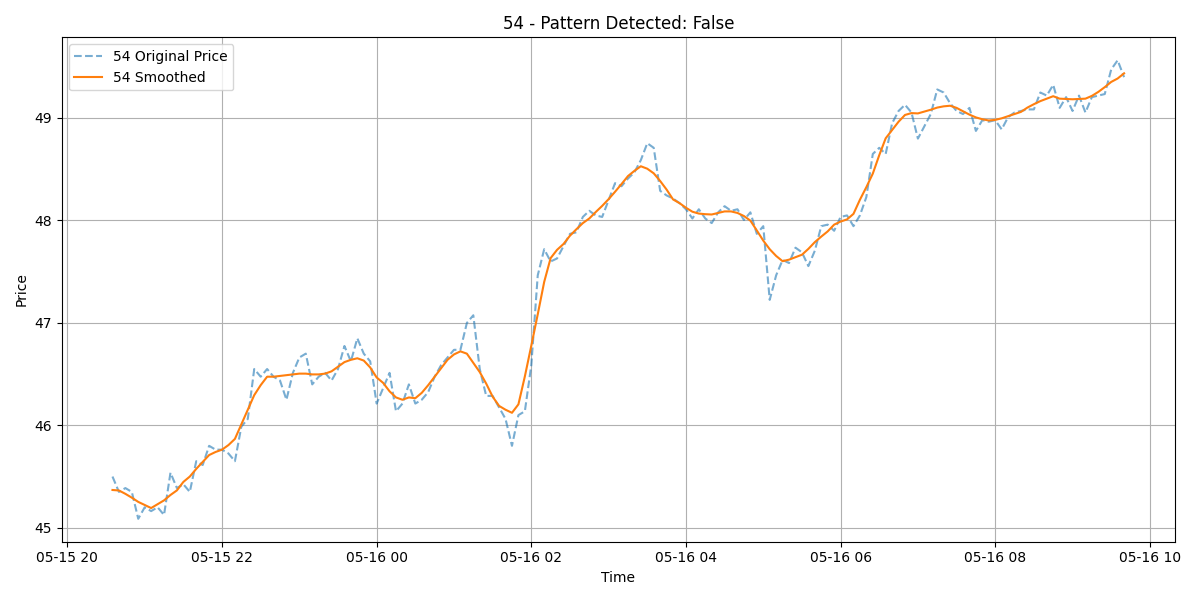 54 - Pattern Detected: False
54 Original Price
54 Smoothed
Price
49
48
47
46
45
05-15 20
05-15 22
05-16 00
05-16 02
05-16 04
05-16 06
05-16 08
05-16 10
Time